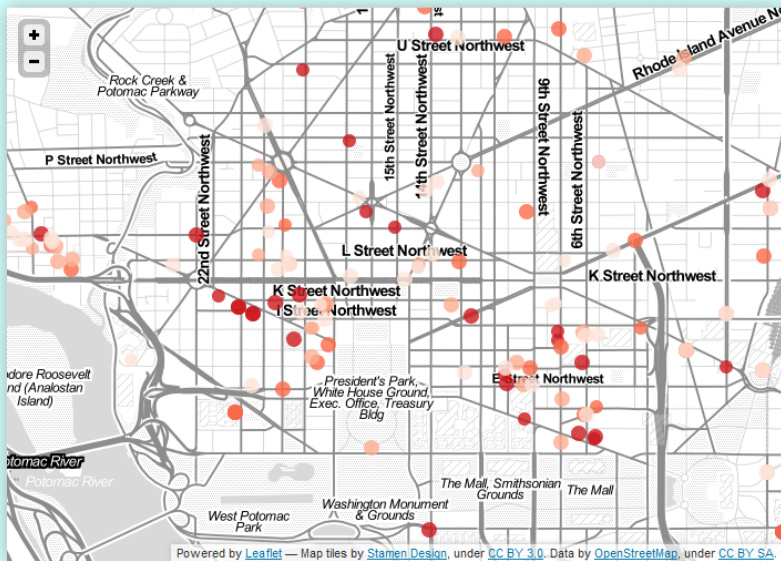 +
−
U Street Northwest
Rhode Island Avenue No
Rock Creek &
Potomac Parkway
15th Street Northwest
14th Street Northwest
9th Street Northwest
6th Street Northwest
P Street Northwest
22nd Street Northwest
L Street Northwest
K Street Northwest
K Street Northwest
I Street Northwest
E Street Northwest
odore Roosevelt
nd (Analostan
Island)
President's Park,
White House Ground,
Exec. Office, Treasury
Bldg
otomac River
Potomac River
The Mall, Smithsonian
Grounds
The Mall
West Potomac
Park
Washington Monument
& Grounds
Powered by Leaflet — Map tiles by Stamen Design, under CC BY 3.0. Data by OpenStreetMap, under CC BY SA.